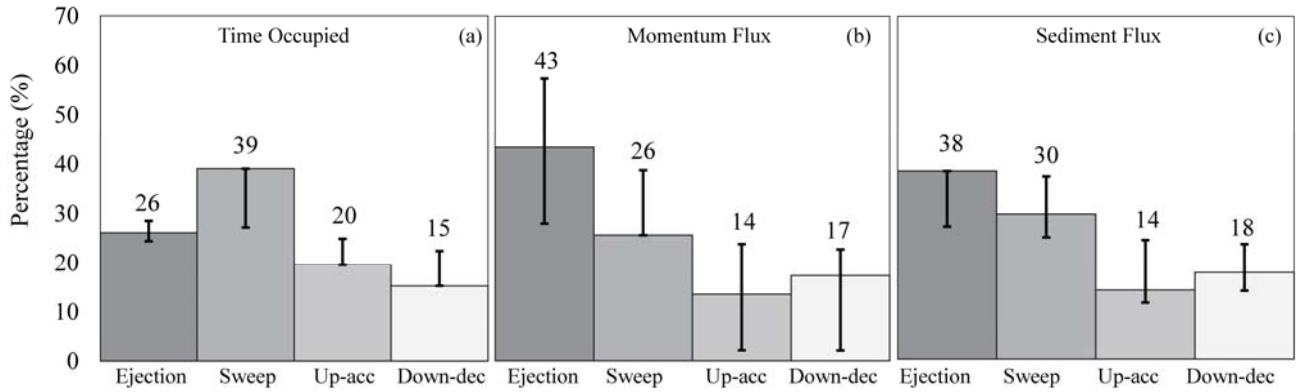 70
60
50
40
30
20
10
0
Percentage (%)
Time Occupied (a)
26
39
20
15
Ejection Sweep Up-acc Down-dec
Momentum Flux (b)
43
26
14
17
Ejection Sweep Up-acc Down-dec
Sediment Flux (c)
38
30
14
18
Ejection Sweep Up-acc Down-dec